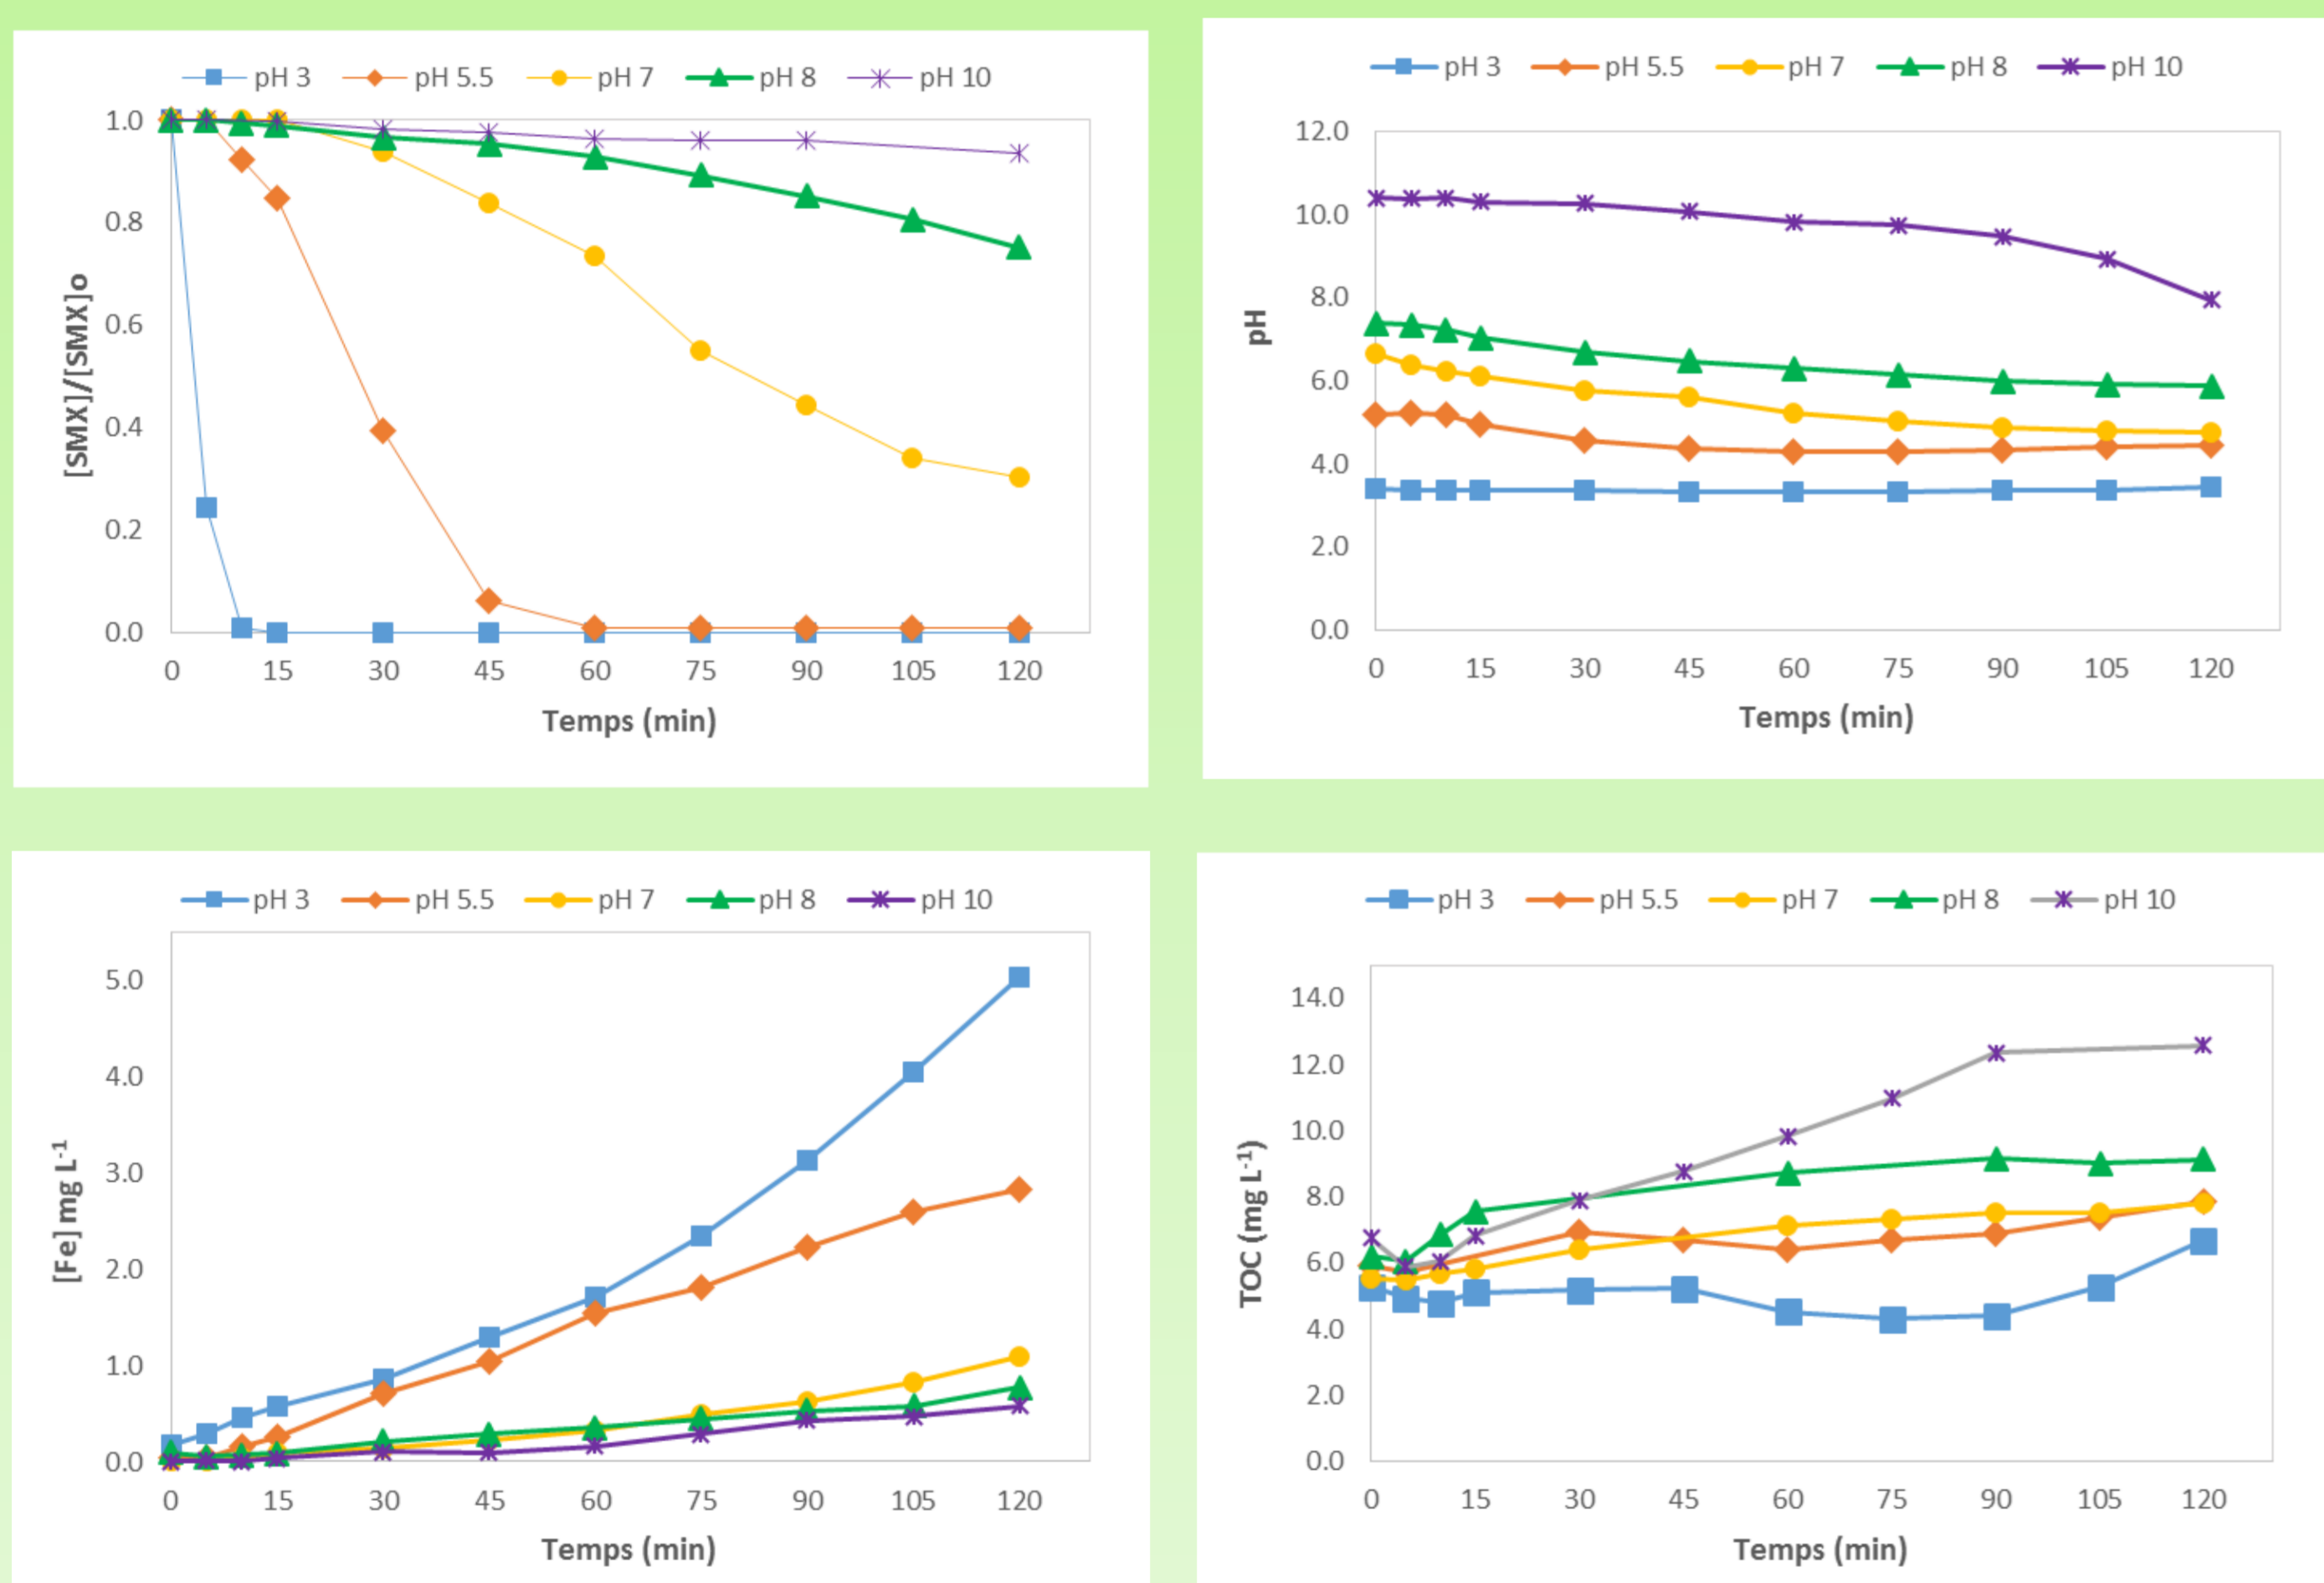 pH 3 pH 5.5 pH 7 pH 8 pH 10
1.0
0.8
0.6
0.4
0.2
0.0
[SMX]/[SMX]o
0 15 30 45 60 75 90 105 120
Temps (min)
pH 3 pH 5.5 pH 7 pH 8 pH 10
12.0
10.0
8.0
6.0
4.0
2.0
0.0
pH
0 15 30 45 60 75 90 105 120
Temps (min)
pH 3 pH 5.5 pH 7 pH 8 pH 10
5.0
4.0
3.0
2.0
1.0
0.0
[Fe] mg L⁻¹
0 15 30 45 60 75 90 105 120
Temps (min)
pH 3 pH 5.5 pH 7 pH 8 pH 10
14.0
12.0
10.0
8.0
6.0
4.0
2.0
0.0
TOC (mg L⁻¹)
0 15 30 45 60 75 90 105 120
Temps (min)